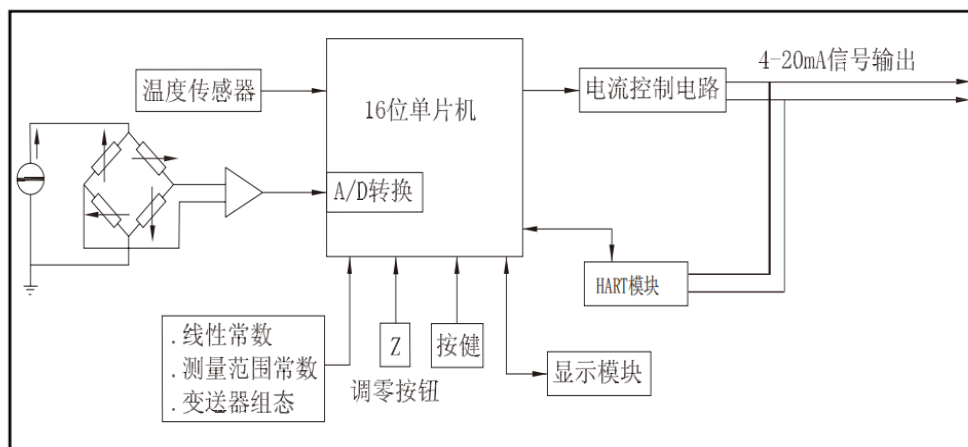 4-20mA信号输出
温度传感器
16位单片机
电流控制电路
A/D转换
HART模块
.线性常数
.测量范围常数
.变送器组态
Z
调零按钮
按健
显示模块